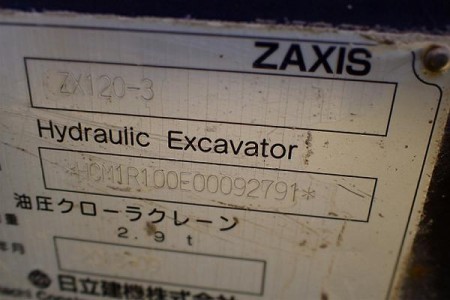 ZAXIS
ZX120-3
Hydraulic Excavator
*HCM1R100E00092791*
油圧クローラクレーン
2.9 t
日立建機株式会社